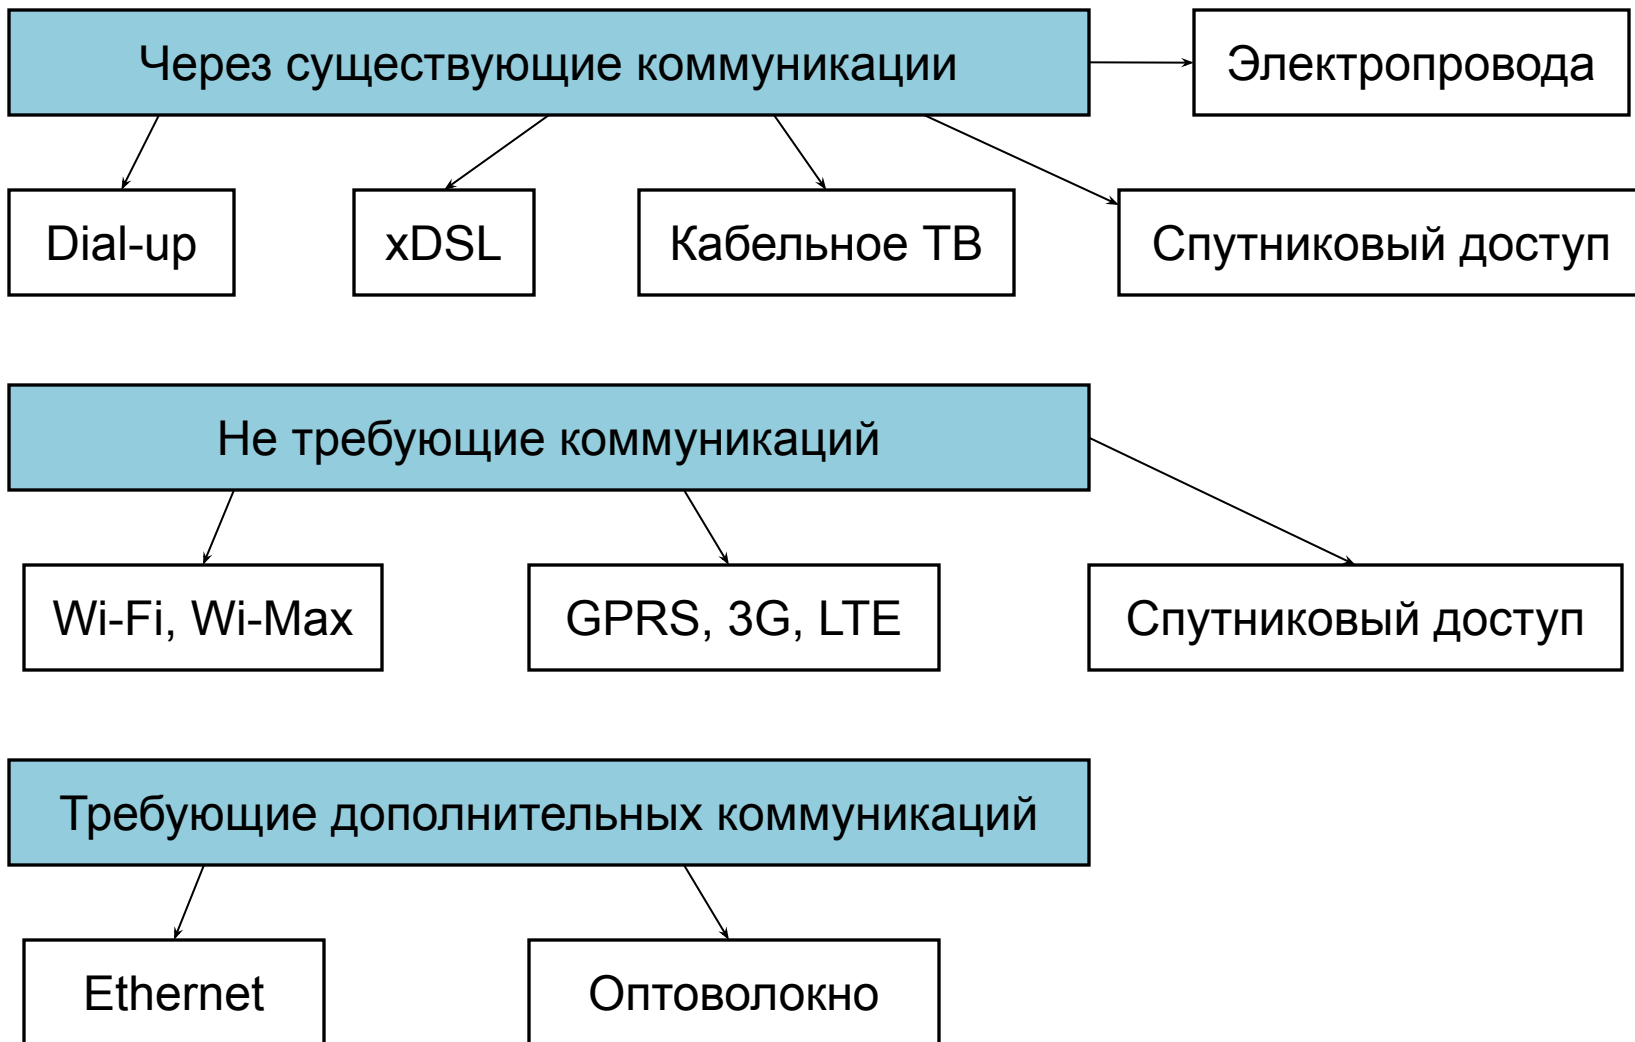 Через существующие коммуникации
Электропровода
Dial-up
xDSL
Кабельное ТВ
Спутниковый доступ
Не требующие коммуникаций
Wi-Fi, Wi-Max
GPRS, 3G, LTE
Спутниковый доступ
Требующие дополнительных коммуникаций
Ethernet
Оптоволокно